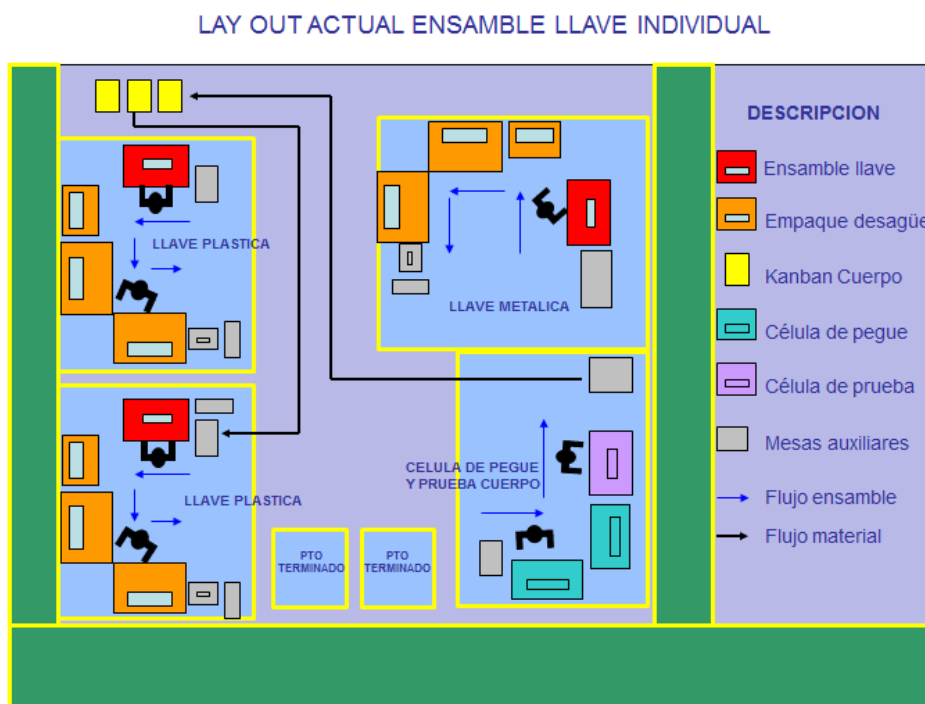 LAY OUT ACTUAL ENSAMBLE LLAVE INDIVIDUAL
LLAVE PLASTICA
LLAVE METALICA
LLAVE PLASTICA
CELULA DE PEGUE
Y PRUEBA CUERPO
PTO
TERMINADO
PTO
TERMINADO
DESCRIPCION
Ensamble llave
Empaque desagüe
Kanban Cuerpo
Célula de pegue
Célula de prueba
Mesas auxiliares
Flujo ensamble
Flujo material